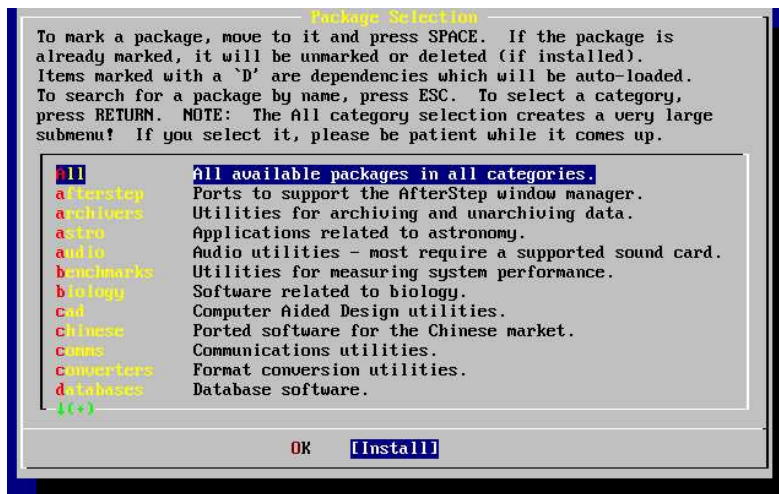 Package Selection
To mark a package, move to it and press SPACE.  If the package is
already marked, it will be unmarked or deleted (if installed).
Items marked with a `D' are dependencies which will be auto-loaded.
To search for a package by name, press ESC.  To select a category,
press RETURN.  NOTE:  The All category selection creates a very large
submenu!  If you select it, please be patient while it comes up.
All All available packages in all categories.
afterstep Ports to support the AfterStep window manager.
archivers Utilities for archiving and unarchiving data.
astro Applications related to astronomy.
audio Audio utilities - most require a supported sound card.
benchmarks Utilities for measuring system performance.
biology Software related to biology.
cad Computer Aided Design utilities.
chinese Ported software for the Chinese market.
comms Communications utilities.
converters Format conversion utilities.
databases Database software.
↓(+)
OK [Install]